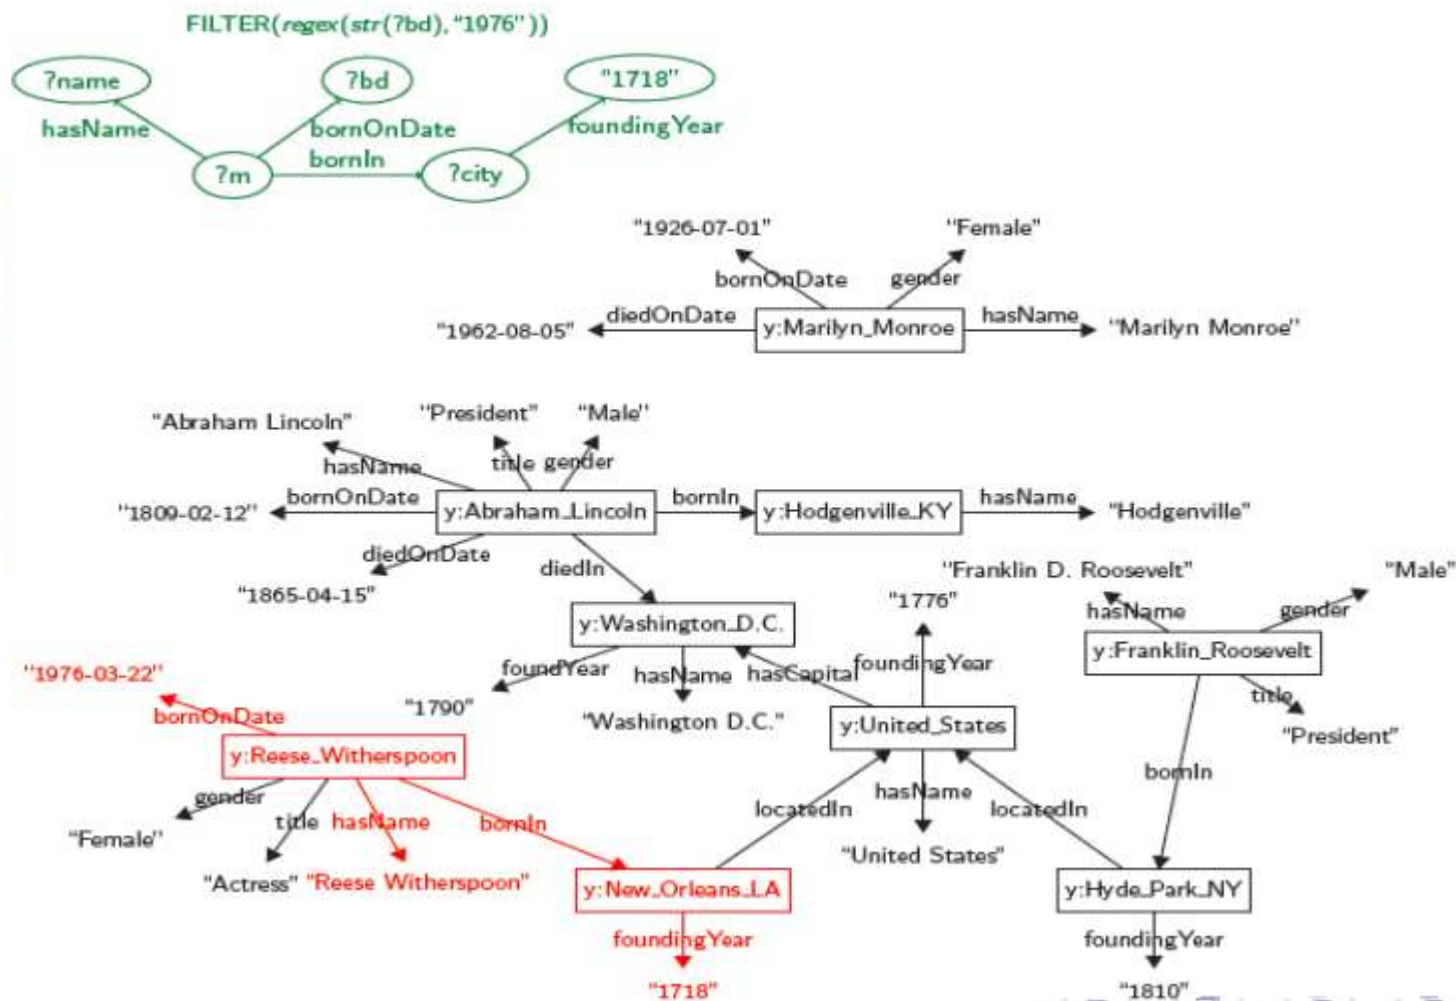 FILTER(regex(str(?bd), "1976"))
?name ?bd "1718"
hasName bornOnDate foundingYear
bornIn
?m ?city
"1926-07-01" "Female"
bornOnDate gender
diedOnDate hasName
"1962-08-05" y:Marilyn_Monroe "Marilyn Monroe"
"Abraham Lincoln" "President" "Male"
hasName title gender
bornOnDate bornIn hasName
"1809-02-12" y:Abraham_Lincoln y:Hodgenville_KY "Hodgenville"
diedOnDate diedIn "Franklin D. Roosevelt" "Male"
"1865-04-15" "1776" hasName gender
y:Washington_D.C. y:Franklin_Roosevelt
"1976-03-22" foundYear hasName hasCapital foundingYear title
bornOnDate "1790" "Washington D.C." y:United_States "President"
y:Reese_Witherspoon bornIn
gender title hasName bornIn locatedIn hasName locatedIn
"Female" "United States"
"Actress" "Reese Witherspoon" y:New_Orleans_LA y:Hyde_Park_NY
foundingYear foundingYear
"1718" "1810"